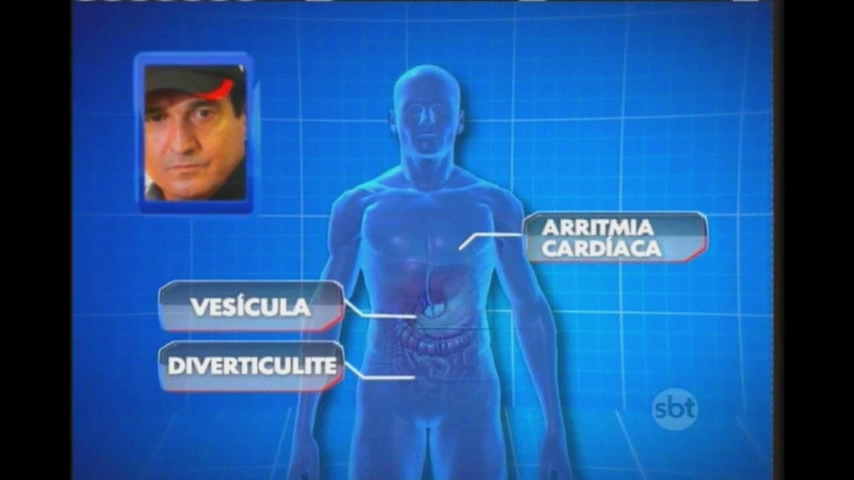 ARRITMIA
CARDÍACA
VESÍCULA
DIVERTICULITE
sbt